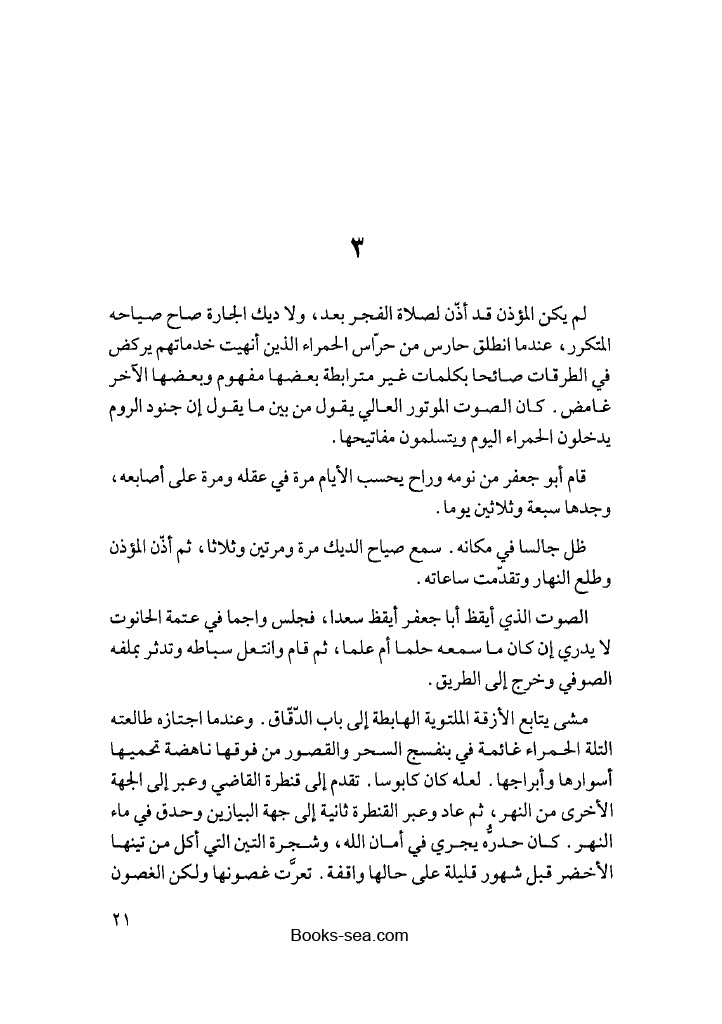 ٣
لم يكن المؤذن قد أذّن لصلاة الفجر بعد، ولا ديك الجارة صاح صياحه
المتكرر، عندما انطلق حارس من حرّاس الحمراء الذين أنهيت خدماتهم يركض
في الطرقات صائحا بكلمات غير مترابطة بعضها مفهوم وبعضها الآخر
غامض. كان الصوت الموتور العالي يقول من بين ما يقول إن جنود الروم
يدخلون الحمراء اليوم ويتسلمون مفاتيحها.
قام أبو جعفر من نومه وراح يحسب الأيام مرة في عقله ومرة على أصابعه،
وجدها سبعة وثلاثين يوما.
ظل جالسا في مكانه. سمع صياح الديك مرة ومرتين وثلاثا، ثم أذّن المؤذن
وطلع النهار وتقدّمت ساعاته.
الصوت الذي أيقظ أبا جعفر أيقظ سعدا، فجلس واجما في عتمة الحانوت
لا يدري إن كان ما سمعه حلما أم علما، ثم قام وانتعل سباطه وتدثر بملفه
الصوفي وخرج إلى الطريق.
مشى يتابع الأزقة الملتوية الهابطة إلى باب الدّقّاق. وعندما اجتازه طالعته
التلة الحمراء غائمة في بنفسج السحر والقصور من فوقها ناهضة تحميها
أسوارها وأبراجها. لعله كان كابوسا. تقدم إلى قنطرة القاضي وعبر إلى الجهة
الأخرى من النهر، ثم عاد وعبر القنطرة ثانية إلى جهة البيازين وحدق في ماء
النهر. كان حدرُّه يجري في أمان الله، وشجرة التين التي أكل من تينها
الأخضر قبل شهور قليلة على حالها واقفة. تعرَّت غصونها ولكن الغصون
٢١
Books-sea.com